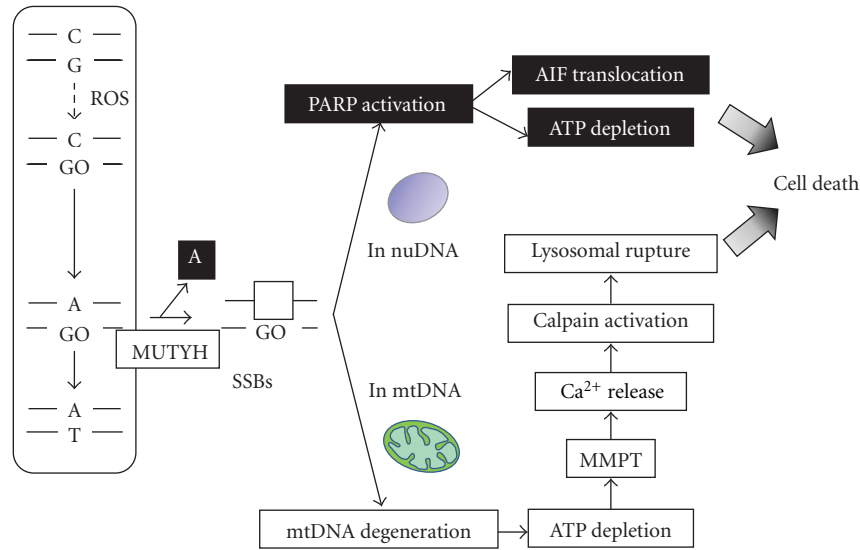 C
G
ROS
C
GO
A
GO
A
T
MUTYH
A
GO
SSBs
PARP activation
AIF translocation
ATP depletion
In nuDNA
Cell death
In mtDNA
mtDNA degeneration
ATP depletion
MMPT
Ca²⁺ release
Calpain activation
Lysosomal rupture